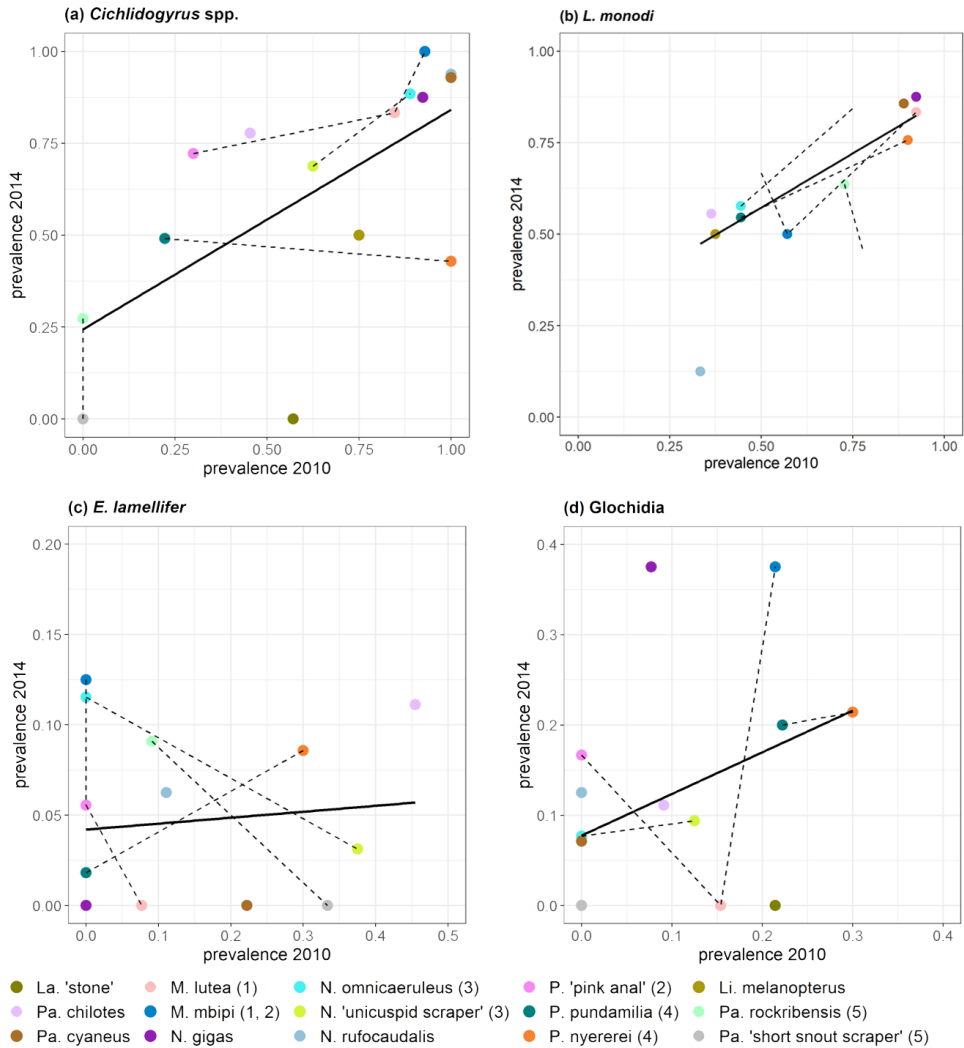 (a) Cichlidogyrus spp.
(b) L. monodi
prevalence 2014
1.00
0.75
0.50
0.25
0.00
0.00
0.25
0.50
0.75
1.00
prevalence 2010
prevalence 2014
1.00
0.75
0.50
0.25
0.00
0.00
0.25
0.50
0.75
1.00
prevalence 2010
(c) E. lamellifer
(d) Glochidia
prevalence 2014
0.20
0.15
0.10
0.05
0.00
0.0
0.1
0.2
0.3
0.4
0.5
prevalence 2010
prevalence 2014
0.4
0.3
0.2
0.1
0.0
0.0
0.1
0.2
0.3
0.4
prevalence 2010
La. 'stone'
M. lutea (1)
N. omnicaeruleus (3)
P. 'pink anal' (2)
Li. melanopterus
Pa. chilotes
M. mbipi (1, 2)
N. 'unicuspid scraper' (3)
P. pundamilia (4)
Pa. rockribensis (5)
Pa. cyaneus
N. gigas
N. rufocaudalis
P. nyererei (4)
Pa. 'short snout scraper' (5)